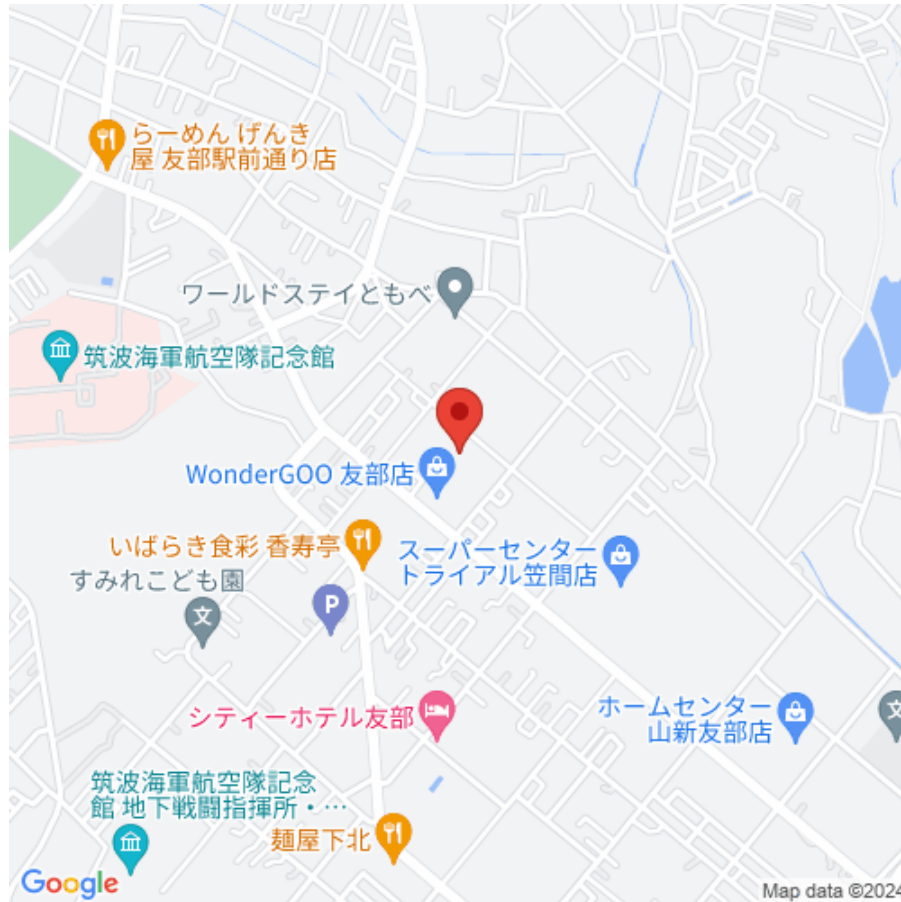 らーめん げんき
屋 友部駅前通り店
ワールドステイともべ
筑波海軍航空隊記念館
WonderGOO 友部店
いばらき食彩 香寿亭
スーパーセンター
トライアル笠間店
すみれこども園
P
シティーホテル友部
ホームセンター
山新友部店
文
文
筑波海軍航空隊記念
館 地下戦闘指揮所・…
麺屋下北
Google
Map data ©2024